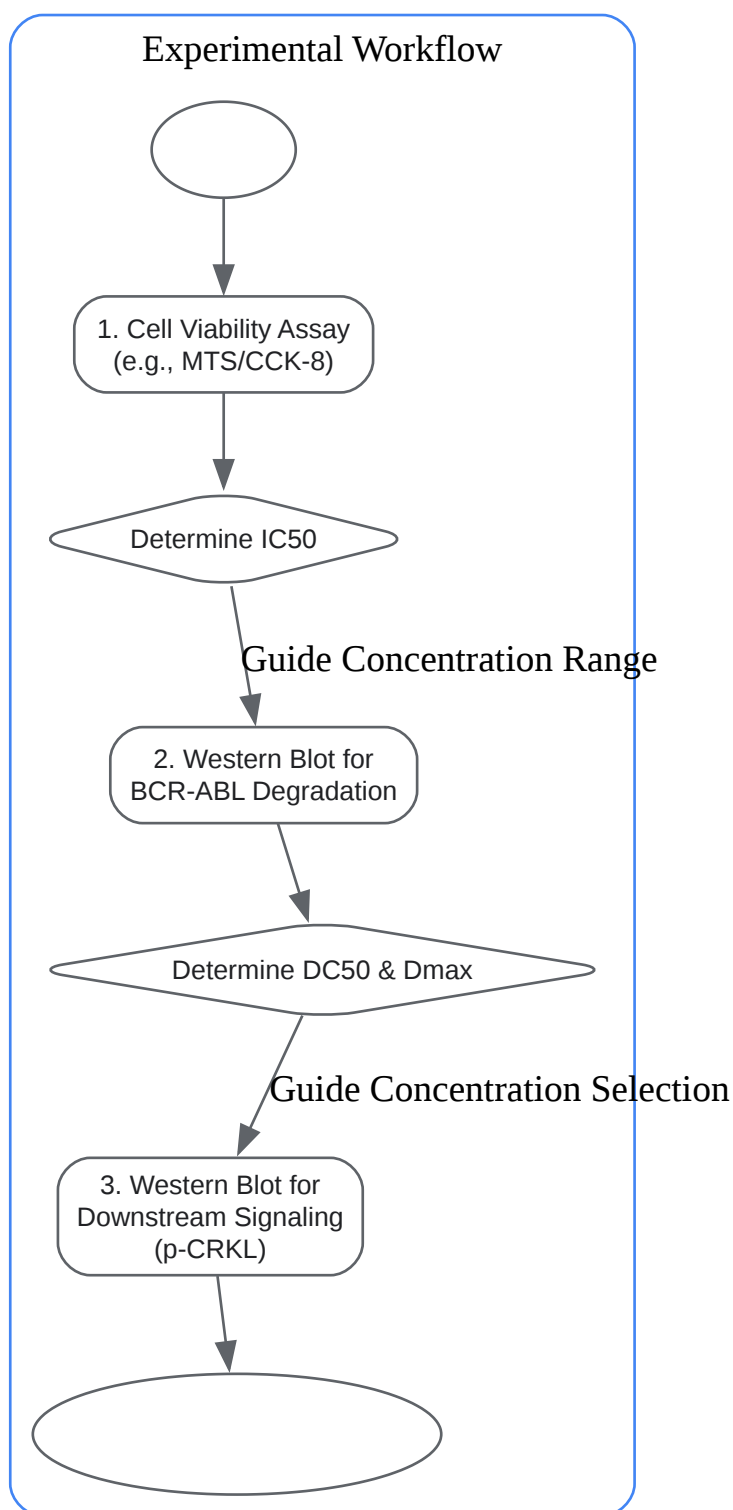 Experimental Workflow
1. Cell Viability Assay
(e.g., MTS/CCK-8)
Determine IC50
Guide Concentration Range
2. Western Blot for
BCR-ABL Degradation
Determine DC50 & Dmax
Guide Concentration Selection
3. Western Blot for
Downstream Signaling
(p-CRKL)